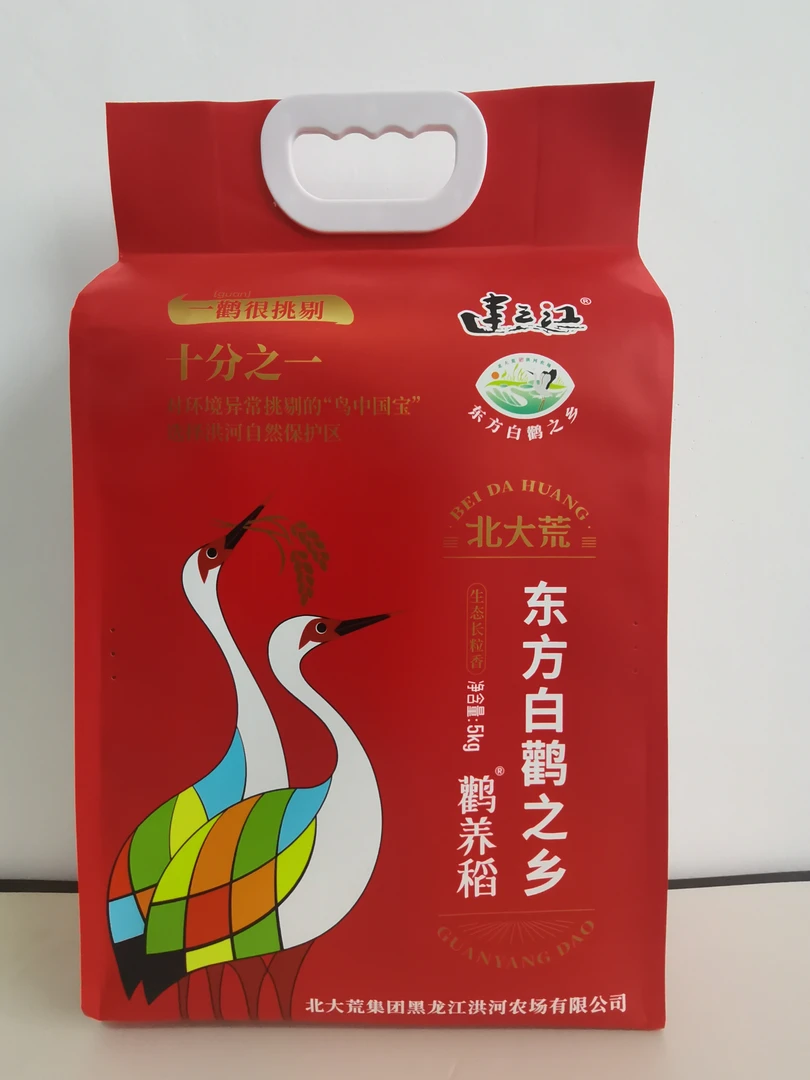 (guàn)
一鹳很挑剔
十分之一
对环境异常挑剔的“鸟中国宝”
选择洪河自然保护区
建三江®
东方白鹳之乡
·BEI DA HUANG·
北大荒
东方白鹳之乡
生态长粒香
净含量:5kg
鹳养稻®
GUANYANG DAO
北大荒集团黑龙江洪河农场有限公司